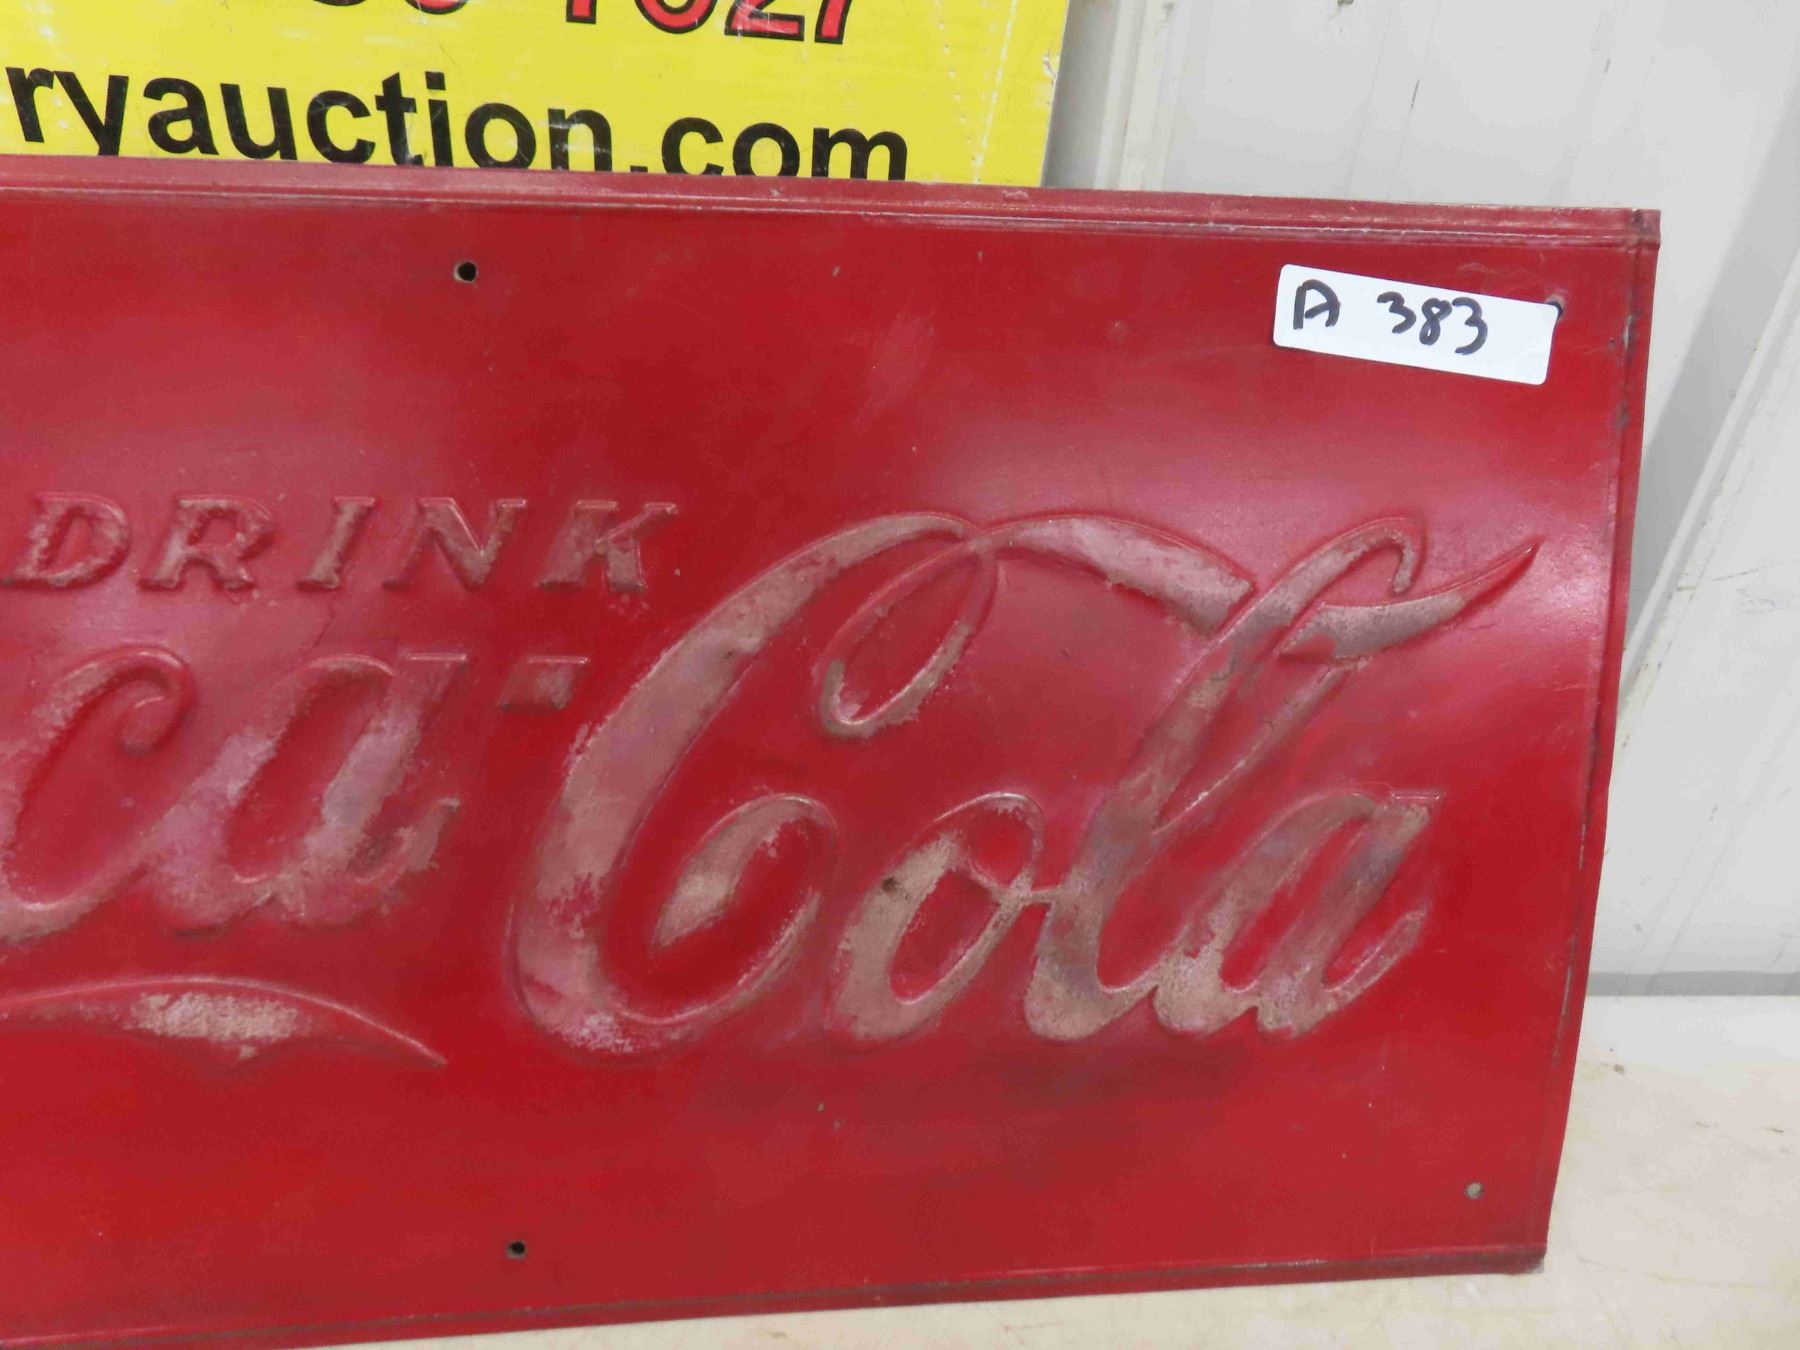 ryauction.com
A 383
DRINK
ca-Cola